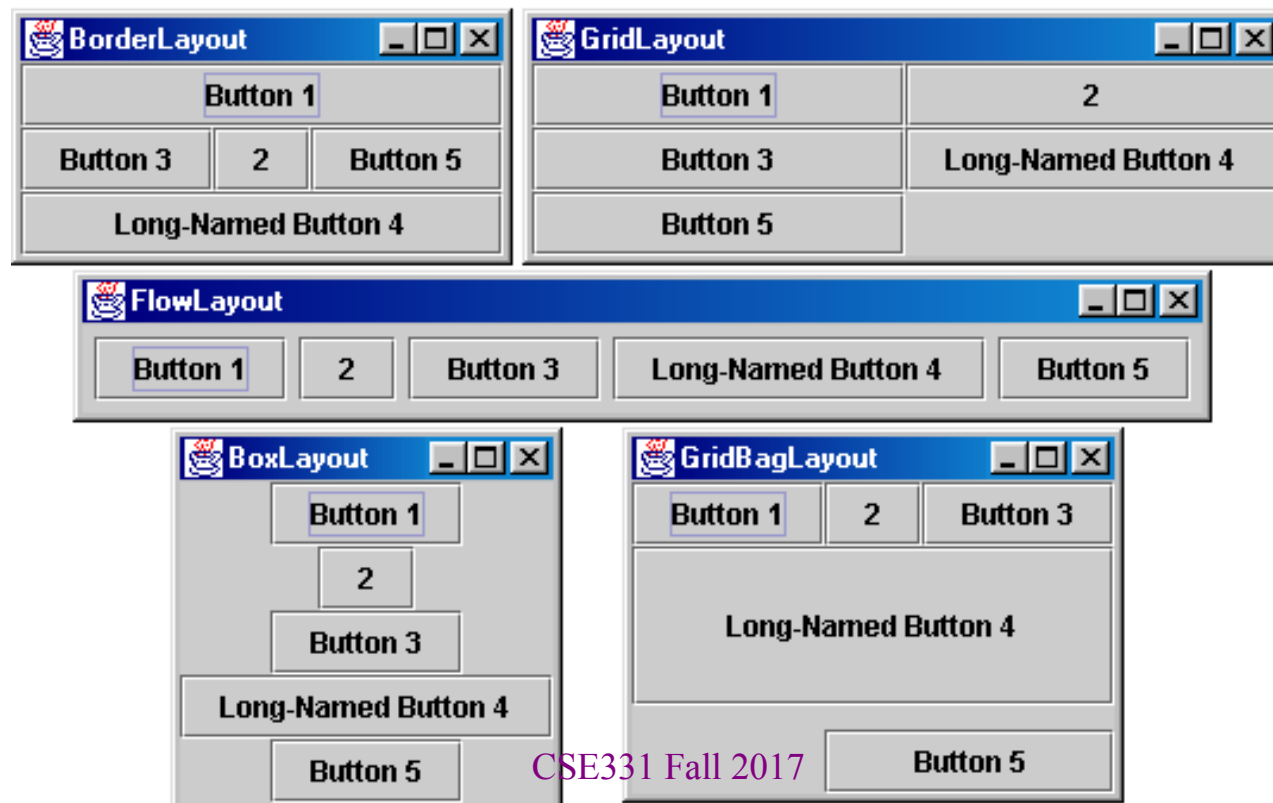 BorderLayout
Button 1
Button 3 2 Button 5
Long-Named Button 4
GridLayout
Button 1 2
Button 3 Long-Named Button 4
Button 5
FlowLayout
Button 1 2 Button 3 Long-Named Button 4 Button 5
BoxLayout
Button 1
2
Button 3
Long-Named Button 4
Button 5
GridBagLayout
Button 1 2 Button 3
Long-Named Button 4
Button 5
CSE331 Fall 2017